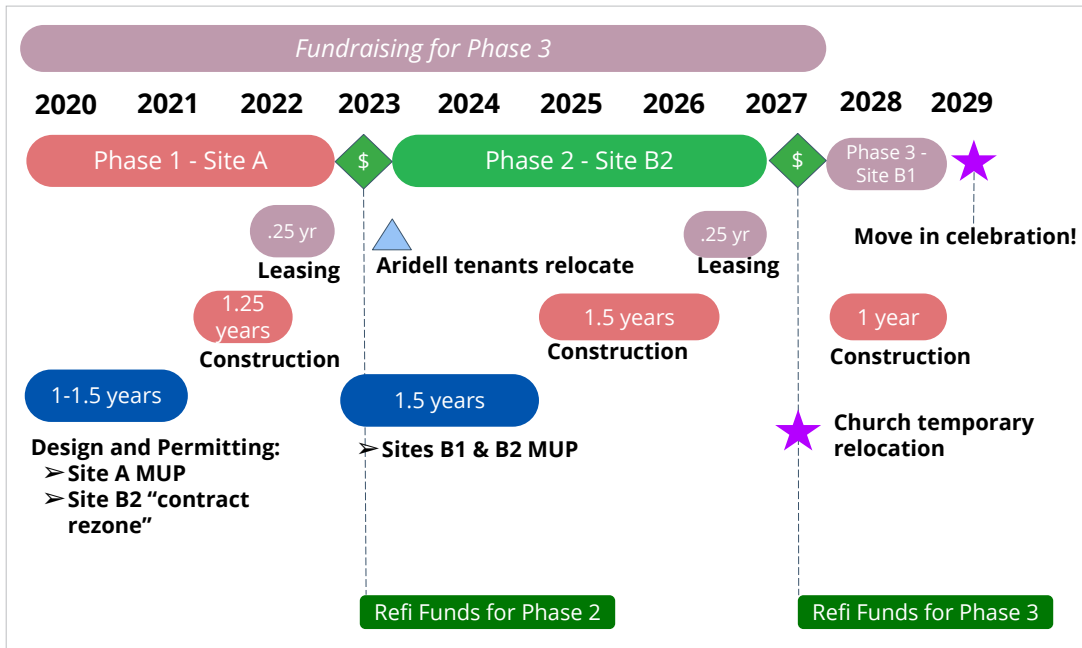 Fundraising for Phase 3
2020 2021 2022 2023 2024 2025 2026 2027 2028 2029
Phase 1 - Site A
$
Phase 2 - Site B2
$
Phase 3 -
Site B1
.25 yr
Leasing
Aridell tenants relocate
.25 yr
Leasing
Move in celebration!
1.25
years
Construction
1.5 years
Construction
1 year
Construction
1-1.5 years
Design and Permitting:
➢ Site A MUP
➢ Site B2 “contract
rezone”
1.5 years
➢ Sites B1 & B2 MUP
Church temporary
relocation
Refi Funds for Phase 2
Refi Funds for Phase 3